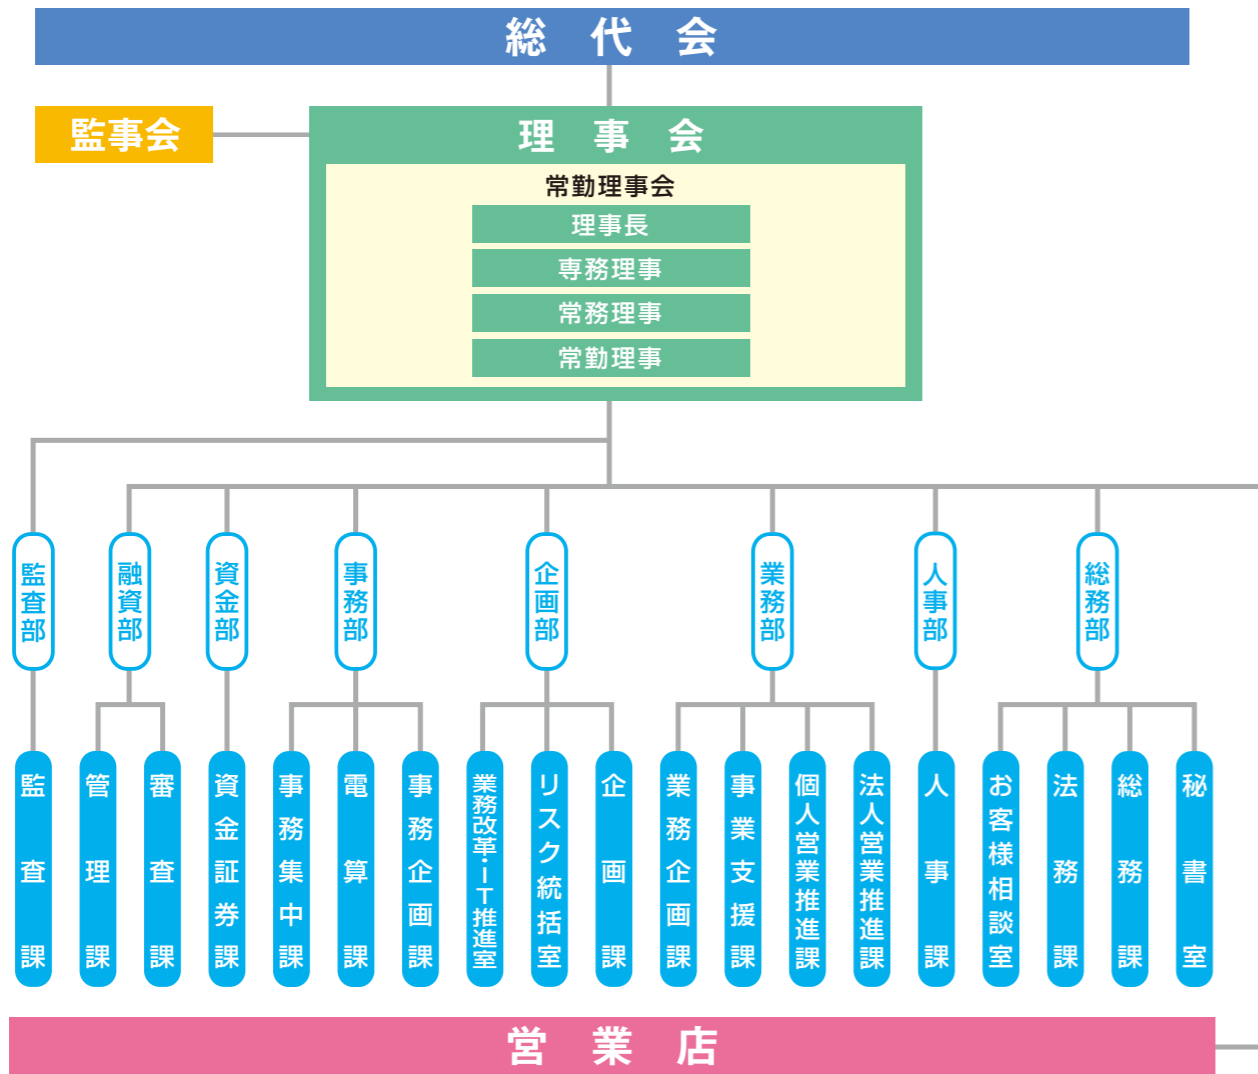 総代会
監事会
理事会
常勤理事会
理事長
専務理事
常務理事
常勤理事
監査部
融資部
資金部
事務部
企画部
業務部
人事部
総務部
監査課
管理課
審査課
資金証券課
事務集中課
電算課
事務企画課
業務改革・IT推進室
リスク統括室
企画課
業務企画課
事業支援課
個人営業推進課
法人営業推進課
人事課
お客様相談室
法務課
総務課
秘書室
営業店